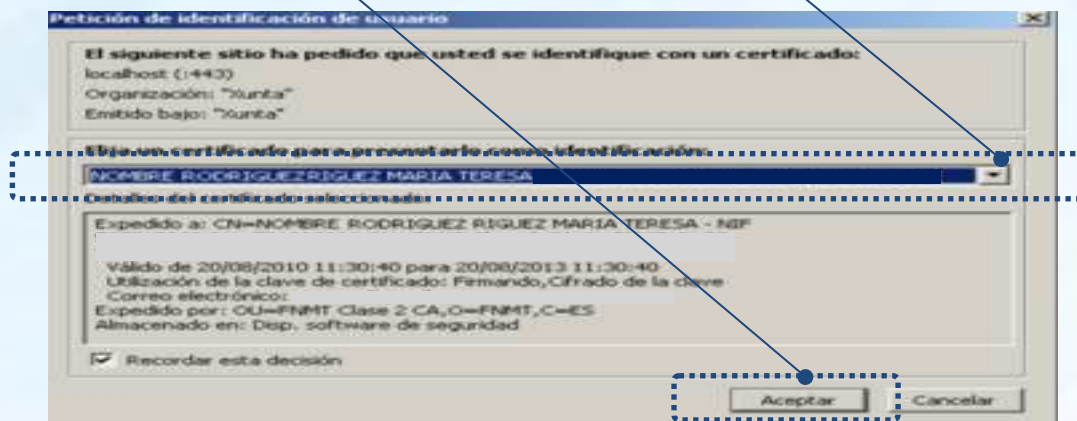 Petición de identificación de usuario
El siguiente sitio ha pedido que usted se identifique con un certificado:
localhost (:443)
Organización: "Xunta"
Emitido bajo: "Xunta"
Elija un certificado para presentarlo como identificación:
NOMBRE RODRIGUEZRIGUEZ MARIA TERESA
Detalles del certificado seleccionado:
Expedido a: CN=NOMBRE RODRIGUEZ RIGUEZ MARIA TERESA - NIF
Válido de 20/08/2010 11:30:40 para 20/08/2013 11:30:40
Utilización de la clave de certificado: Firmando,Cifrado de la clave
Correo electrónico:
Expedido por: OU=FNMT Clase 2 CA,O=FNMT,C=ES
Almacenado en: Disp. software de seguridad
Recordar esta decisión
Aceptar
Cancelar